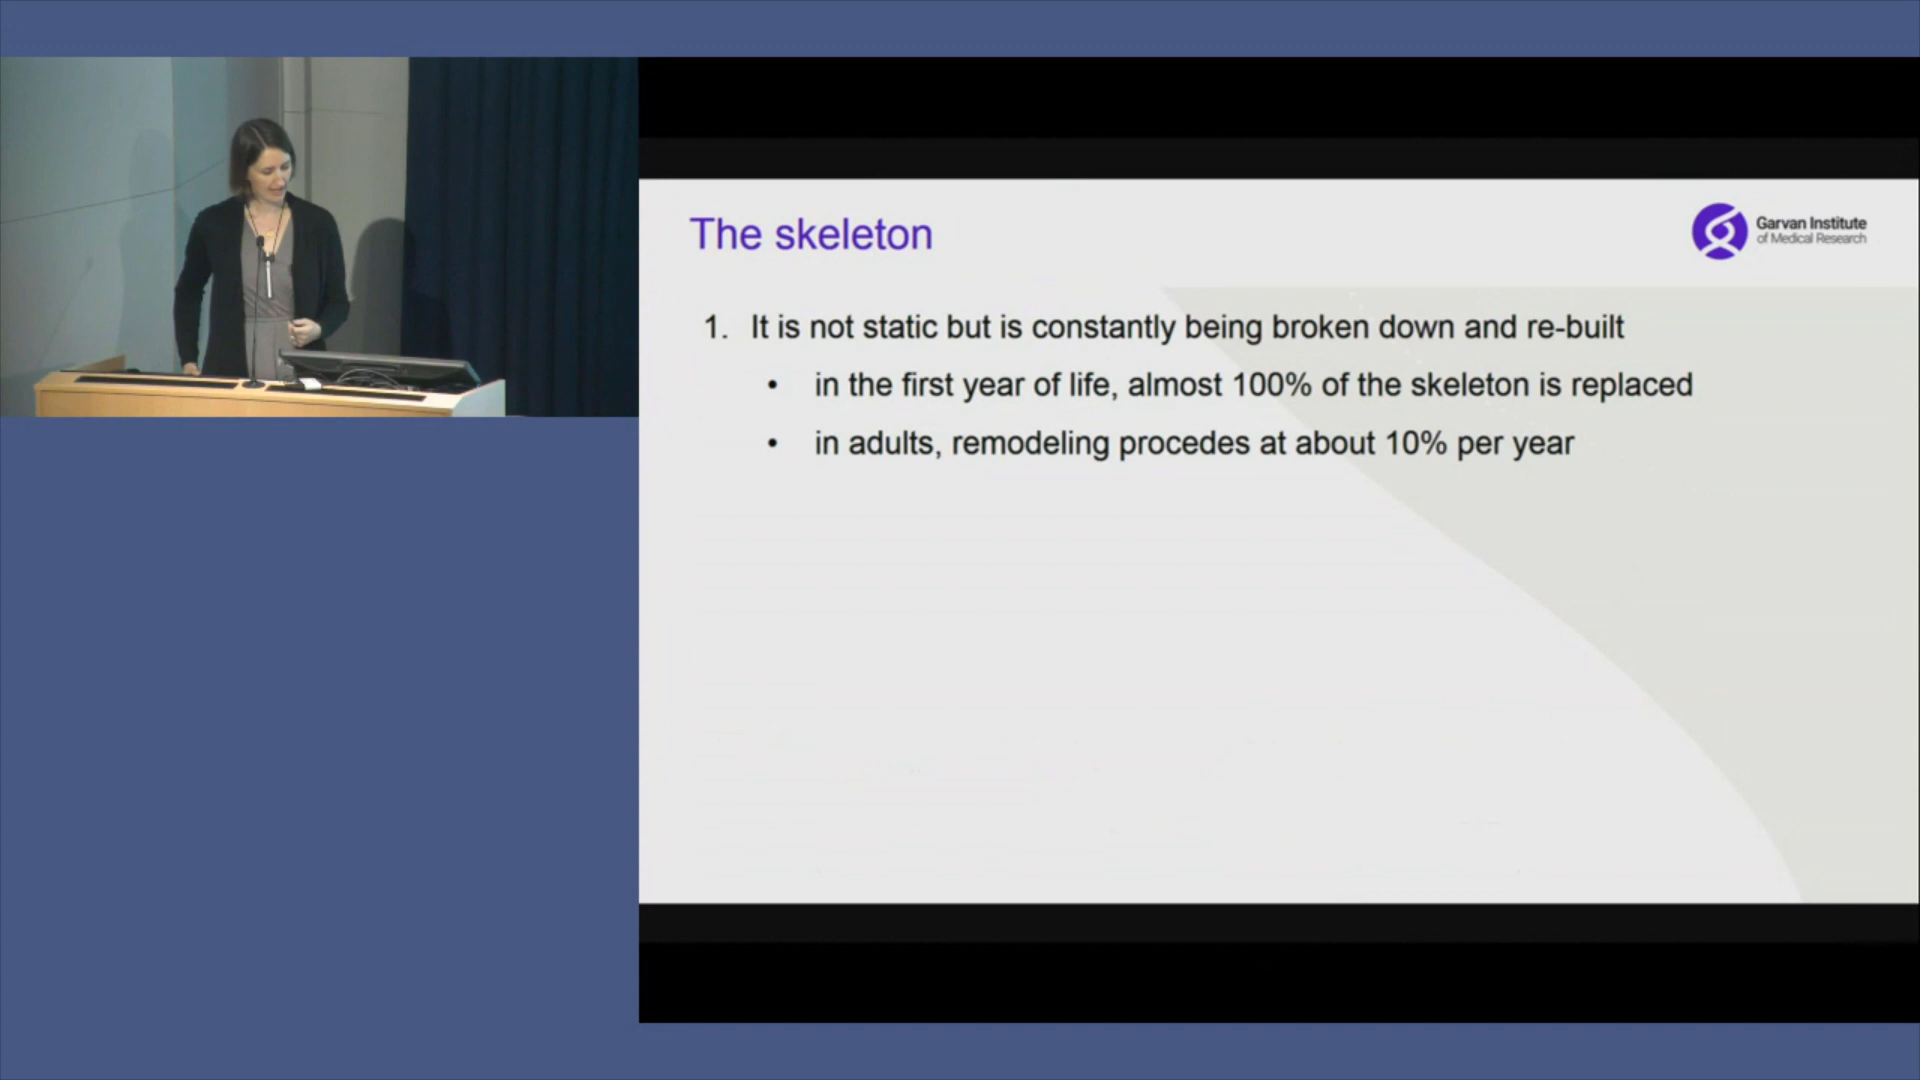 The skeleton
Garvan Institute
of Medical Research
1. It is not static but is constantly being broken down and re-built
• in the first year of life, almost 100% of the skeleton is replaced
• in adults, remodeling procedes at about 10% per year